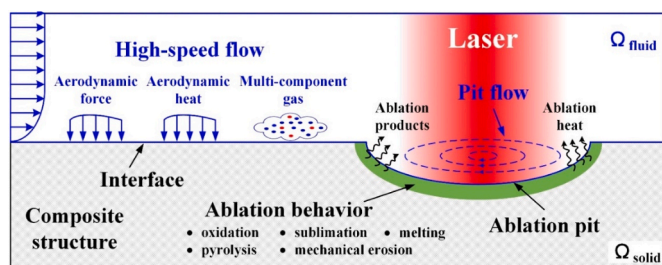 High-speed flow
Laser
Ω fluid
Aerodynamic force
Aerodynamic heat
Multi-component gas
Pit flow
Ablation products
Ablation heat
Interface
Composite structure
Ablation behavior
• oxidation • sublimation • melting
• pyrolysis • mechanical erosion
Ablation pit
Ω solid